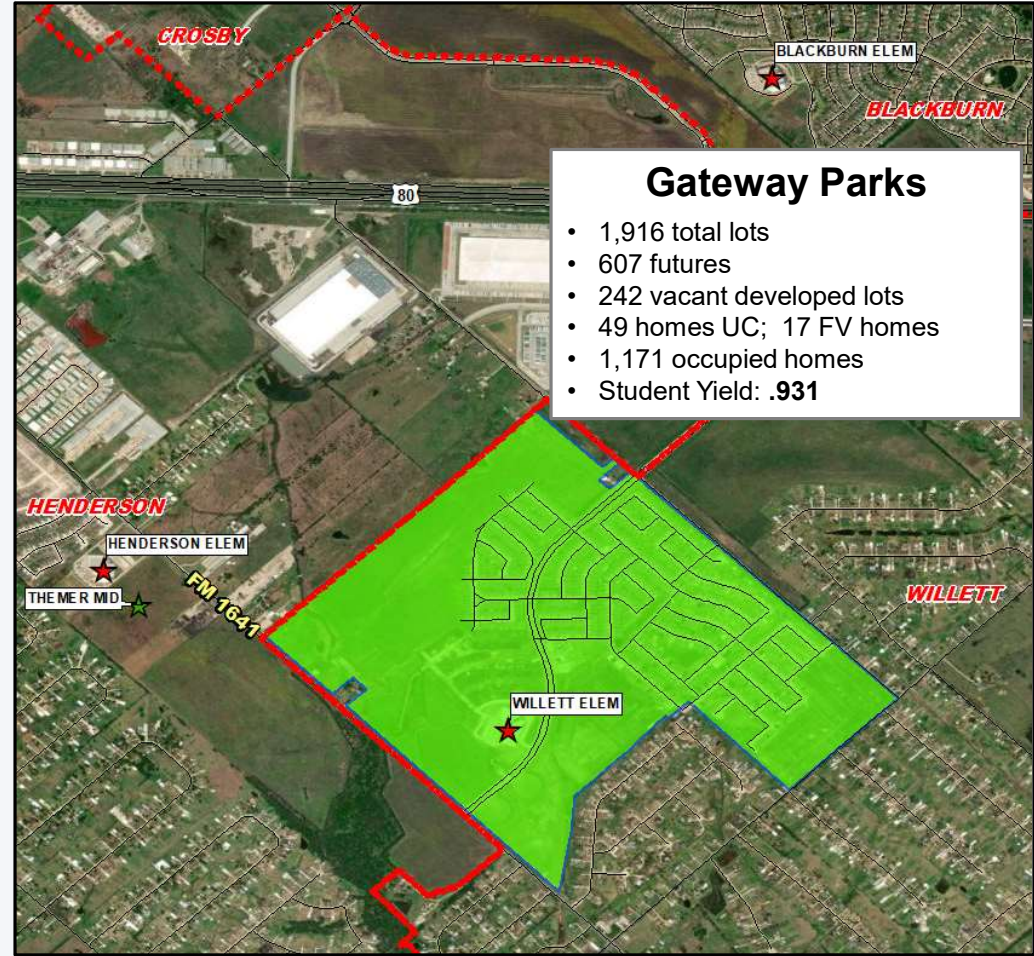 CROSBY
BLACKBURN ELEM
BLACKBURN
80
Gateway Parks
• 1,916 total lots
• 607 futures
• 242 vacant developed lots
• 49 homes UC; 17 FV homes
• 1,171 occupied homes
• Student Yield: .931
HENDERSON
HENDERSON ELEM
THEMER MID
FM 1641
WILLETT
WILLETT ELEM